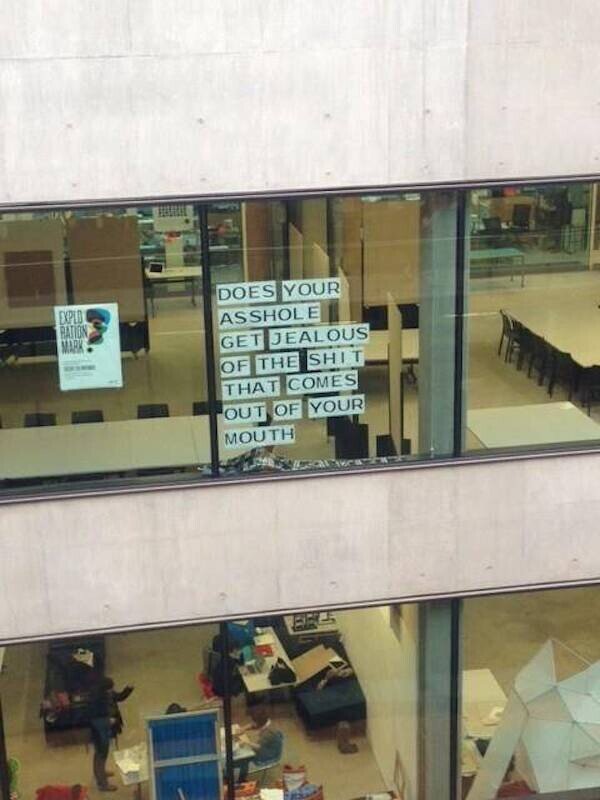 EXPLO
RATION
MARK
DOES YOUR
ASSHOLE
GET JEALOUS
OF THE SHIT
THAT COMES
OUT OF YOUR
MOUTH